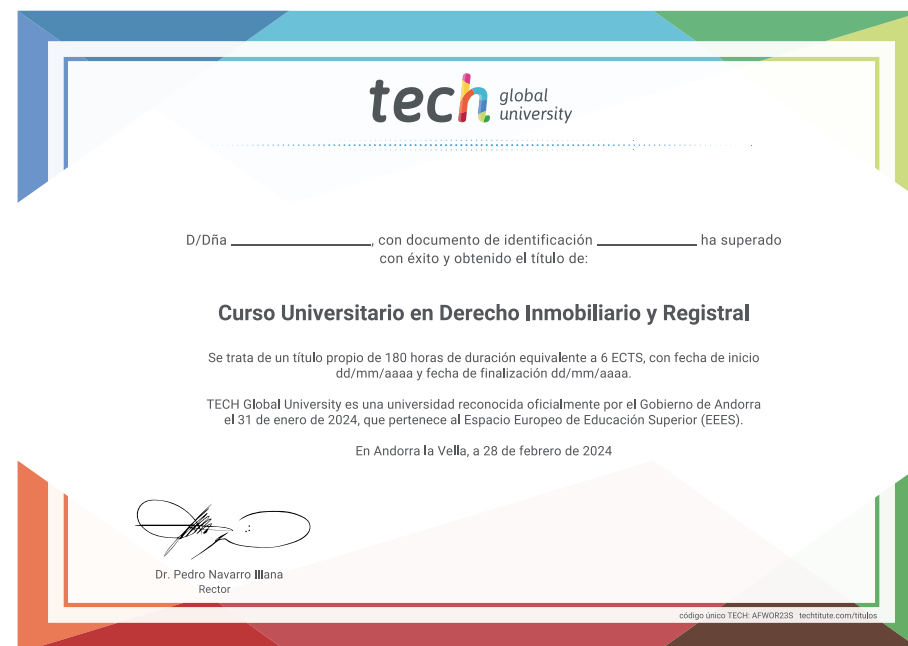 tech global
university
D/Dña ____________________, con documento de identificación ______________ ha superado
con éxito y obtenido el título de:
Curso Universitario en Derecho Inmobiliario y Registral
Se trata de un título propio de 180 horas de duración equivalente a 6 ECTS, con fecha de inicio
dd/mm/aaaa y fecha de finalización dd/mm/aaaa.
TECH Global University es una universidad reconocida oficialmente por el Gobierno de Andorra
el 31 de enero de 2024, que pertenece al Espacio Europeo de Educación Superior (EEES).
En Andorra la Vella, a 28 de febrero de 2024
Dr. Pedro Navarro Illana
Rector
código único TECH: AFWOR23S techtitute.com/titulos